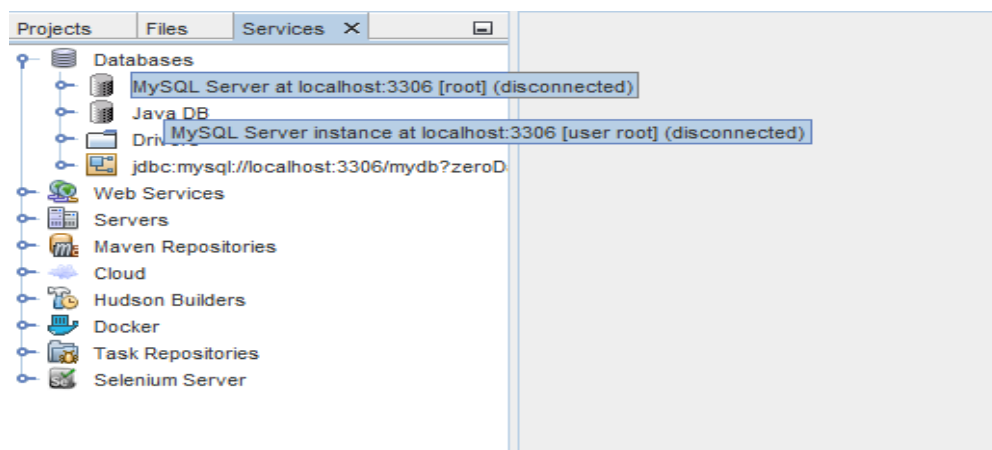 Projects Files Services X
Databases
MySQL Server at localhost:3306 [root] (disconnected)
Java DB
MySQL Server instance at localhost:3306 [user root] (disconnected)
Drivers
jdbc:mysql://localhost:3306/mydb?zeroD
Web Services
Servers
Maven Repositories
Cloud
Hudson Builders
Docker
Task Repositories
Selenium Server